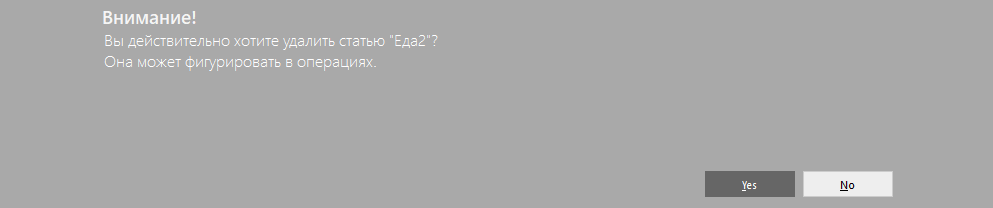 Внимание!
Вы действительно хотите удалить статью "Еда2"?
Она может фигурировать в операциях.
Yes
No